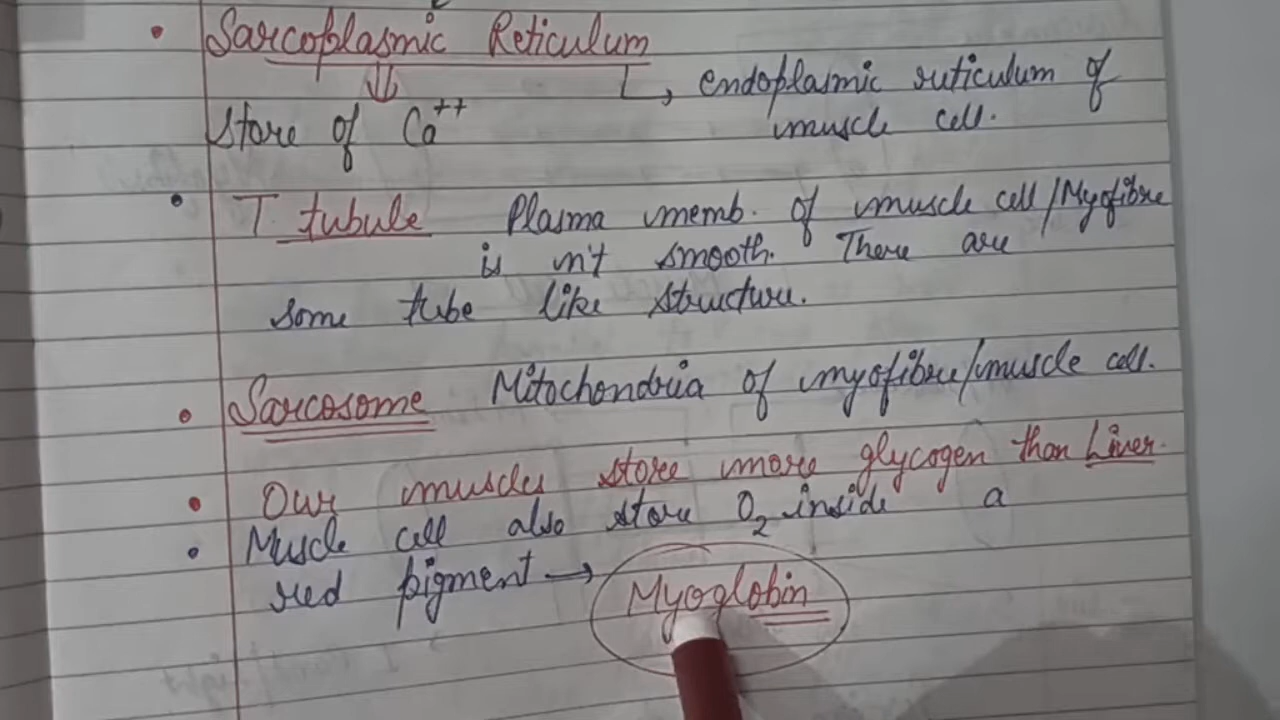 • Sarcoplasmic Reticulum
↳ endoplasmic reticulum of
muscle cell.
store of Ca++
• T tubule Plasma memb. of muscle cell/Myofibre
is n't smooth. There are
some tube like structure.
• Sarcosome Mitochondria of myofibre/muscle cell.
• Our muscles store more glycogen than Liver.
• Muscle cell also store O2 inside a
red pigment → Myoglobin